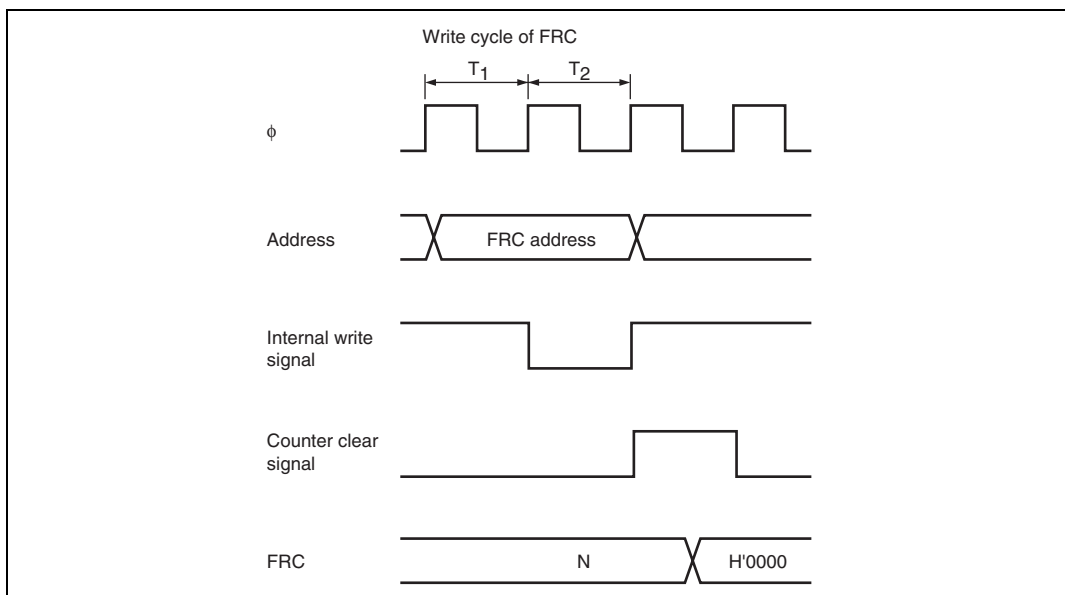 Write cycle of FRC
T1 T2
ϕ
Address
FRC address
Internal write
signal
Counter clear
signal
FRC
N H'0000